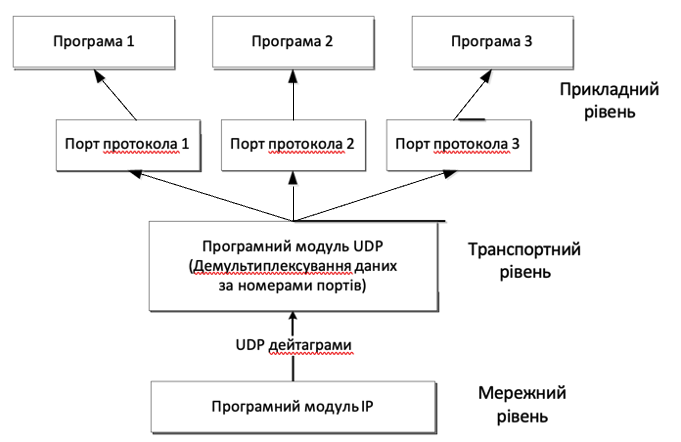 Програма 1
Програма 2
Програма 3
Прикладний
рівень
Порт протокола 1
Порт протокола 2
Порт протокола 3
Програмний модуль UDP
(Демультиплексування даних
за номерами портів)
Транспортний
рівень
UDP дейтаграми
Програмний модуль IP
Мережний
рівень